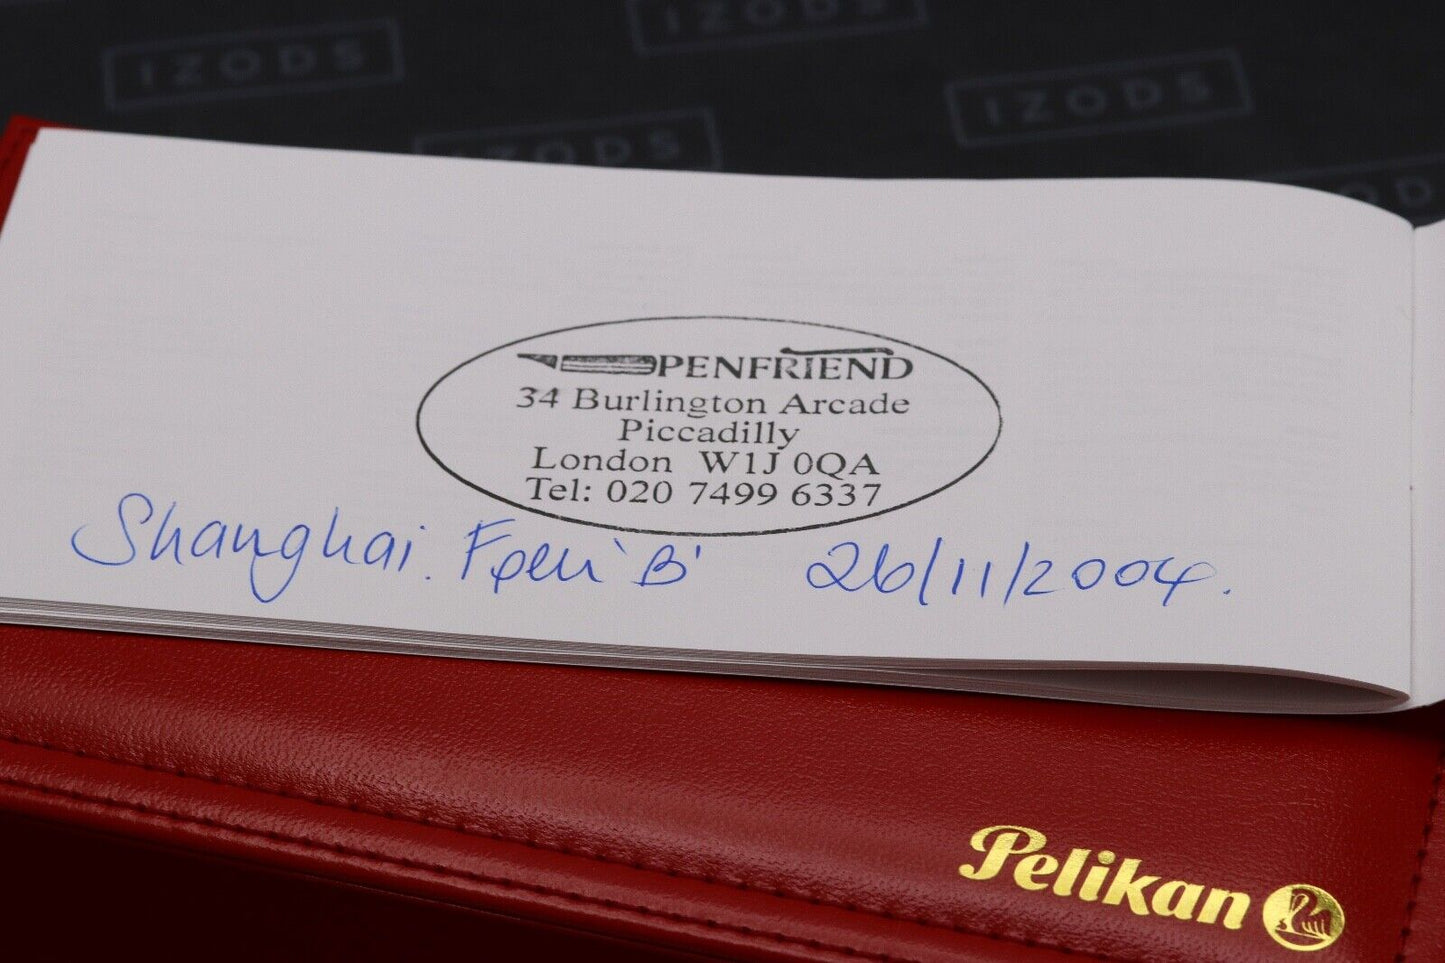 IZODS
IZODS
IZODS
IZODS
PENFRIEND
34 Burlington Arcade
Piccadilly
London W1J 0QA
Tel: 020 7499 6337
Shanghai. Fpen 'B' 26/11/2004.
Pelikan